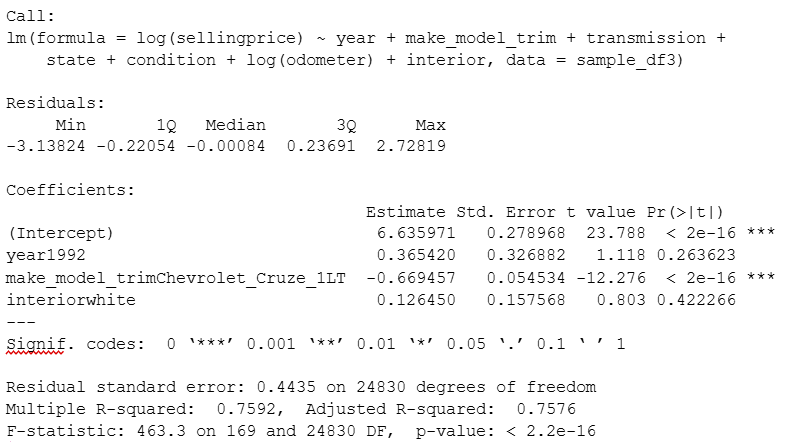 Call:
lm(formula = log(sellingprice) ~ year + make_model_trim + transmission +
    state + condition + log(odometer) + interior, data = sample_df3)
Residuals:
     Min       1Q   Median       3Q      Max
-3.13824 -0.22054 -0.00084  0.23691  2.72819
Coefficients:
                                  Estimate Std. Error t value Pr(>|t|)
(Intercept)                       6.635971   0.278968  23.788  < 2e-16 ***
year1992                          0.365420   0.326882   1.118 0.263623
make_model_trimChevrolet_Cruze_1LT -0.669457   0.054534 -12.276  < 2e-16 ***
interiorwhite                     0.126450   0.157568   0.803 0.422266
---
Signif. codes:  0 ‘***’ 0.001 ‘**’ 0.01 ‘*’ 0.05 ‘.’ 0.1 ‘ ’ 1
Residual standard error: 0.4435 on 24830 degrees of freedom
Multiple R-squared:  0.7592,  Adjusted R-squared:  0.7576
F-statistic: 463.3 on 169 and 24830 DF,  p-value: < 2.2e-16